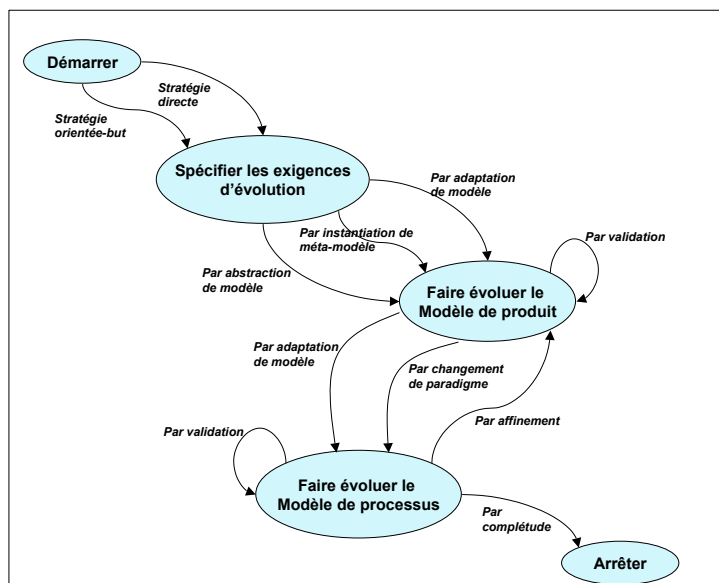 Démarrer
Stratégie
directe
Stratégie
orientée-but
Spécifier les exigences
d'évolution
Par adaptation
de modèle
Par instantiation de
méta-modèle
Par validation
Par abstraction
de modèle
Faire évoluer le
Modèle de produit
Par adaptation
de modèle
Par changement
de paradigme
Par affinement
Par validation
Faire évoluer le
Modèle de processus
Par
complétude
Arrêter